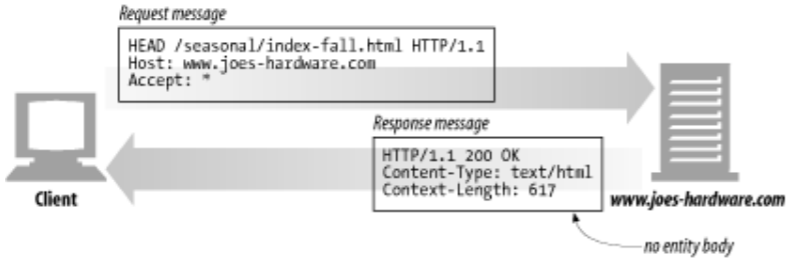 Request message
HEAD /seasonal/index-fall.html HTTP/1.1
Host: www.joes-hardware.com
Accept: *
Response message
HTTP/1.1 200 OK
Content-Type: text/html
Context-Length: 617
Client
www.joes-hardware.com
no entity body